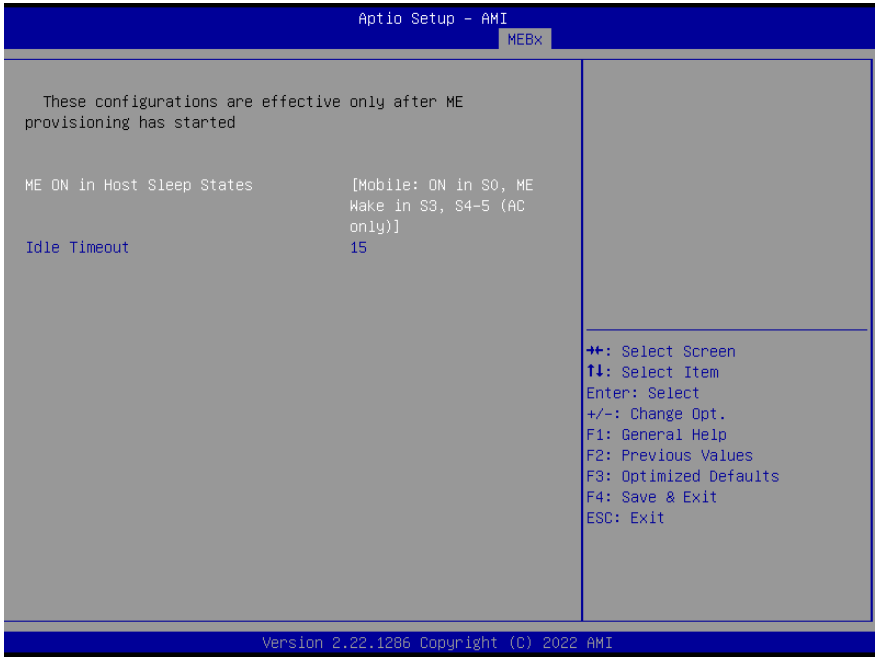 Aptio Setup – AMI
MEBx
These configurations are effective only after ME
provisioning has started
ME ON in Host Sleep States [Mobile: ON in S0, ME
Wake in S3, S4-5 (AC
only)]
Idle Timeout 15
→←: Select Screen
↑↓: Select Item
Enter: Select
+/-: Change Opt.
F1: General Help
F2: Previous Values
F3: Optimized Defaults
F4: Save & Exit
ESC: Exit
Version 2.22.1286 Copyright (C) 2022 AMI